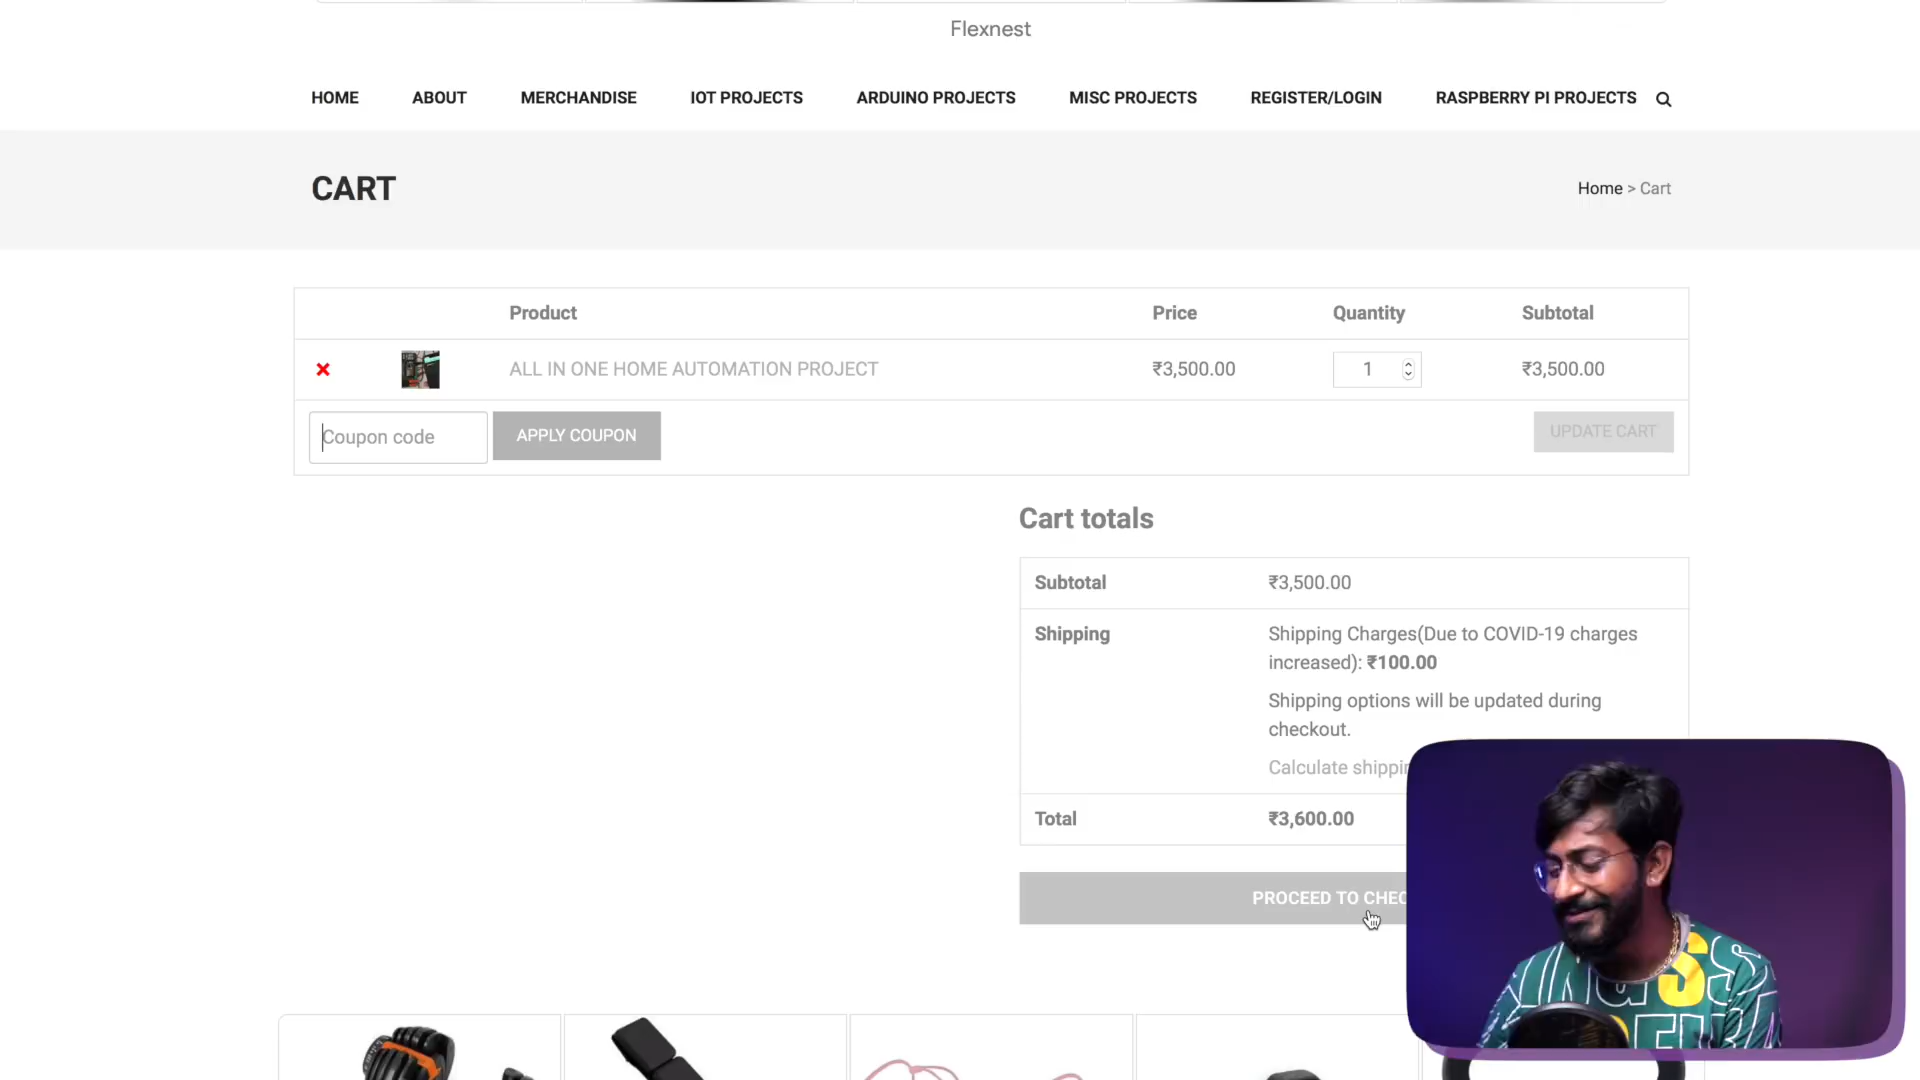 Flexnest
HOME ABOUT MERCHANDISE IOT PROJECTS ARDUINO PROJECTS MISC PROJECTS REGISTER/LOGIN RASPBERRY PI PROJECTS
CART
Home > Cart
Product Price Quantity Subtotal
ALL IN ONE HOME AUTOMATION PROJECT ₹3,500.00 1 ₹3,500.00
Coupon code APPLY COUPON UPDATE CART
Cart totals
Subtotal ₹3,500.00
Shipping Shipping Charges(Due to COVID-19 charges
increased): ₹100.00
Shipping options will be updated during
checkout.
Calculate
Total ₹3,600.00
PROCEED TO